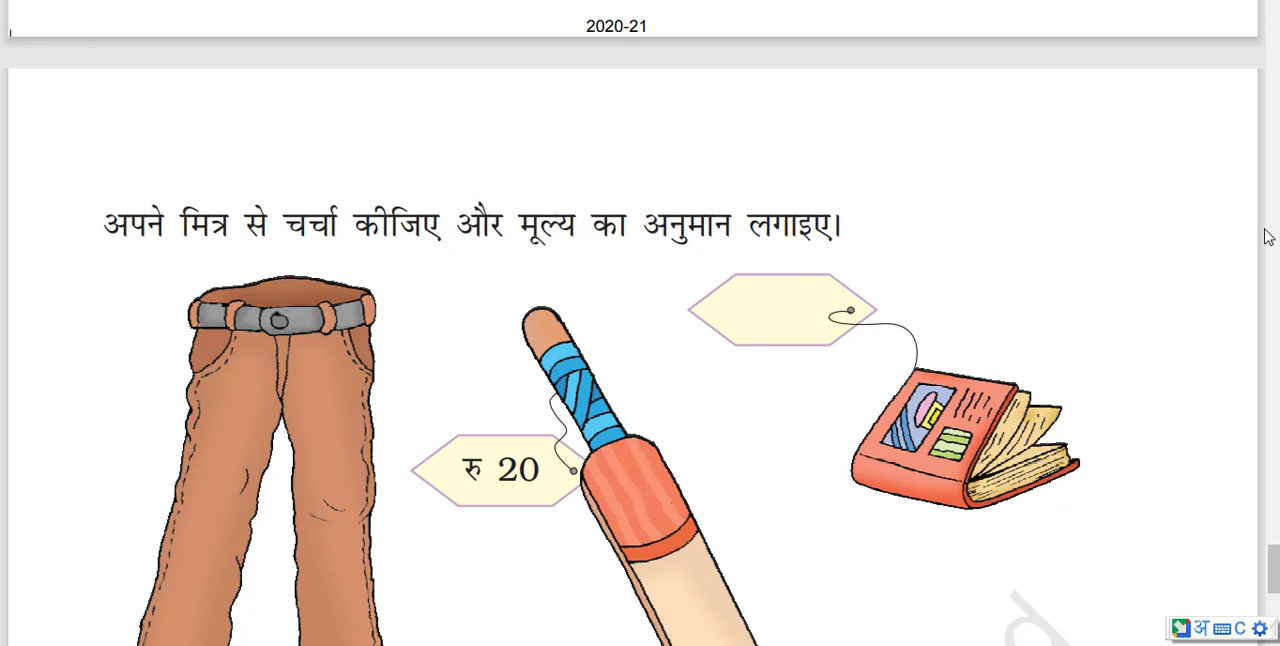 2020-21
अपने मित्र से चर्चा कीजिए और मूल्य का अनुमान लगाइए।
रु 20
d
अ C